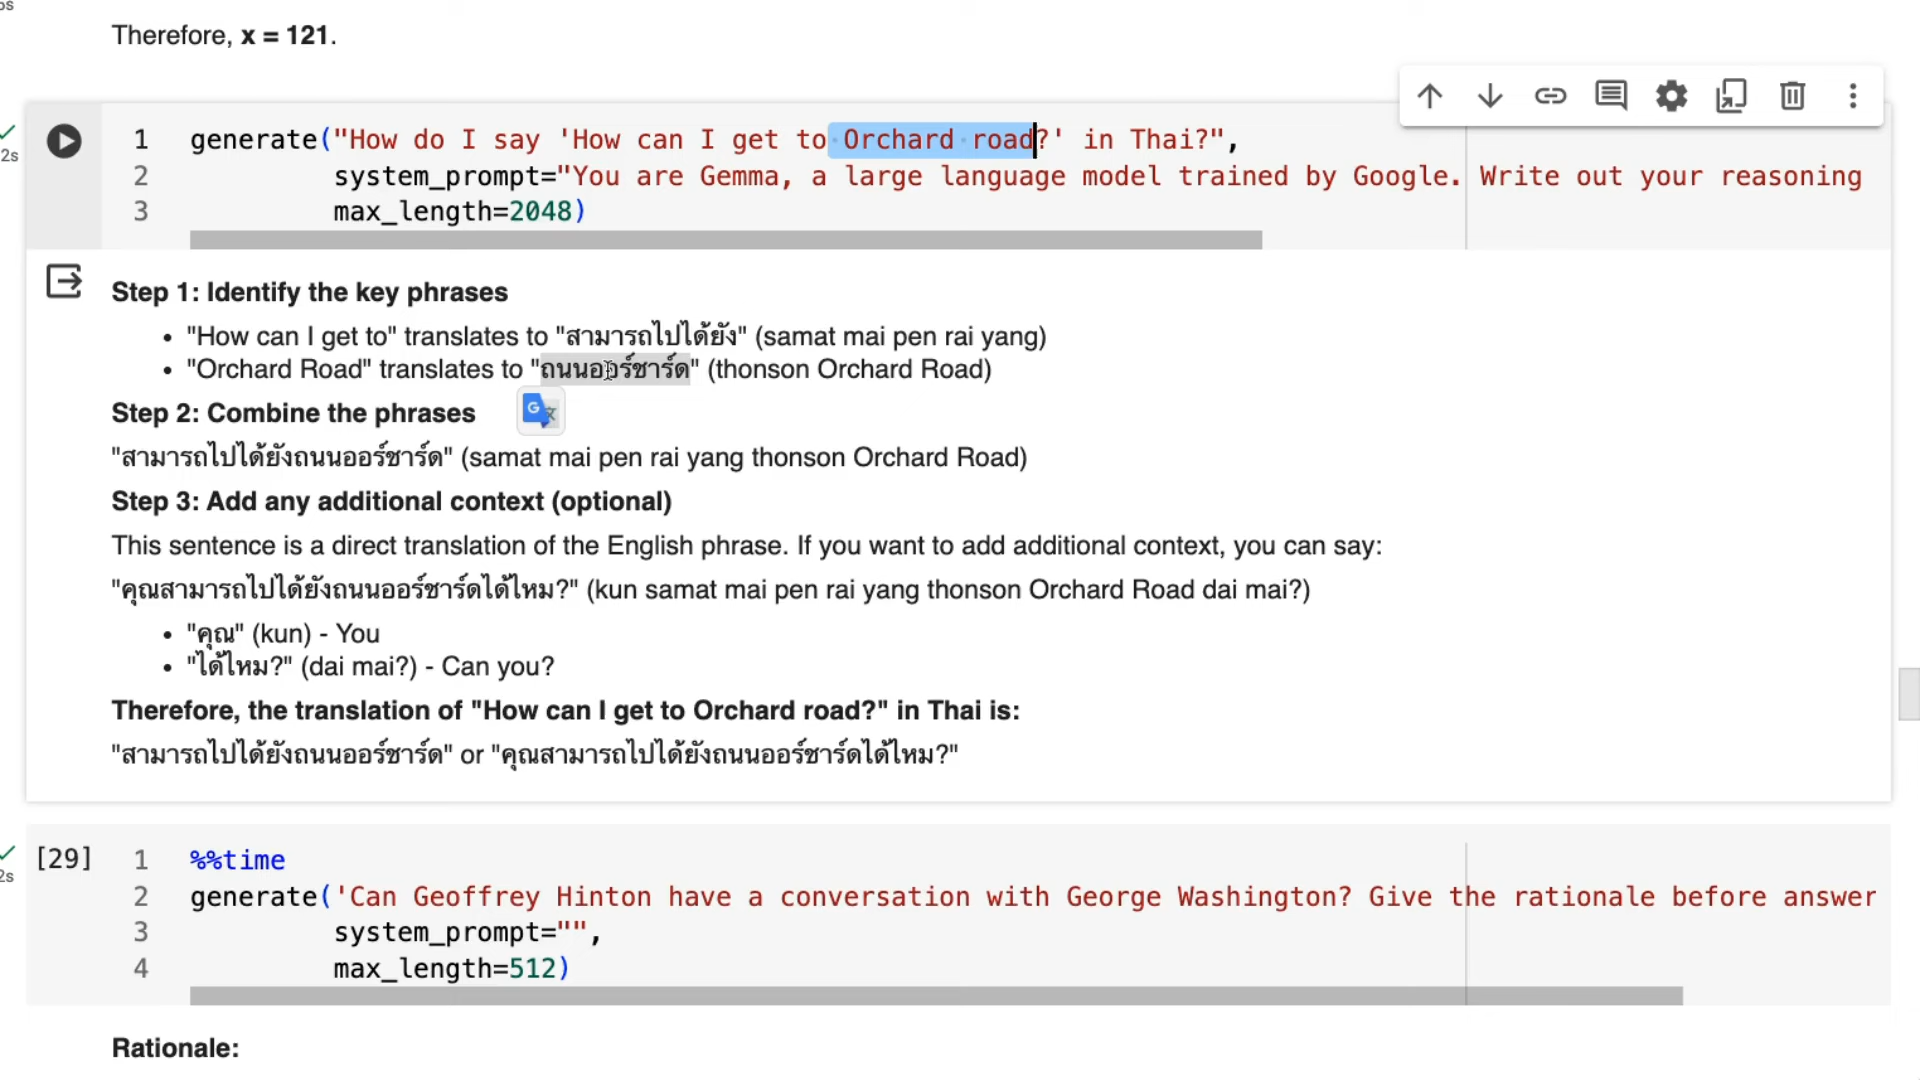 Therefore, x = 121.
1 generate("How do I say 'How can I get to Orchard road?' in Thai?",
2 system_prompt="You are Gemma, a large language model trained by Google. Write out your reasoning
3 max_length=2048)
2s
Step 1: Identify the key phrases
• "How can I get to" translates to "สามารถไปได้ยัง" (samat mai pen rai yang)
• "Orchard Road" translates to "ถนนออร์ชาร์ด" (thonson Orchard Road)
Step 2: Combine the phrases
"สามารถไปได้ยังถนนออร์ชาร์ด" (samat mai pen rai yang thonson Orchard Road)
Step 3: Add any additional context (optional)
This sentence is a direct translation of the English phrase. If you want to add additional context, you can say:
"คุณสามารถไปได้ยังถนนออร์ชาร์ดได้ไหม?" (kun samat mai pen rai yang thonson Orchard Road dai mai?)
• "คุณ" (kun) - You
• "ได้ไหม?" (dai mai?) - Can you?
Therefore, the translation of "How can I get to Orchard road?" in Thai is:
"สามารถไปได้ยังถนนออร์ชาร์ด" or "คุณสามารถไปได้ยังถนนออร์ชาร์ดได้ไหม?"
[29] 1 %%time
2s
2 generate('Can Geoffrey Hinton have a conversation with George Washington? Give the rationale before answer
3 system_prompt="",
4 max_length=512)
Rationale: